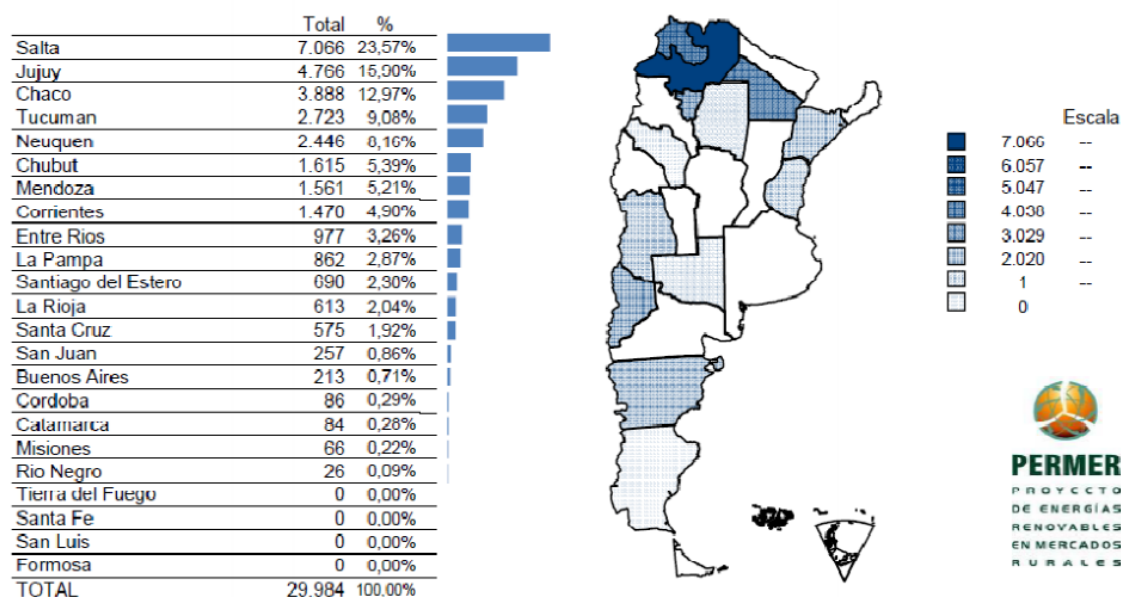 Total %
Salta 7.066 23,57%
Jujuy 4.766 15,90%
Chaco 3.888 12,97%
Tucuman 2.723 9,08%
Neuquen 2.446 8,16%
Chubut 1.615 5,39%
Mendoza 1.561 5,21%
Corrientes 1.470 4,90%
Entre Rios 977 3,26%
La Pampa 862 2,87%
Santiago del Estero 690 2,30%
La Rioja 613 2,04%
Santa Cruz 575 1,92%
San Juan 257 0,86%
Buenos Aires 213 0,71%
Cordoba 86 0,29%
Catamarca 84 0,28%
Misiones 66 0,22%
Rio Negro 26 0,09%
Tierra del Fuego 0 0,00%
Santa Fe 0 0,00%
San Luis 0 0,00%
Formosa 0 0,00%
TOTAL 29.984 100,00%
Escala
7.066 --
6.057 --
5.047 --
4.038 --
3.029 --
2.020 --
1 --
0
PERMER
PROYECTO
DE ENERGÍAS
RENOVABLES
EN MERCADOS
RURALES